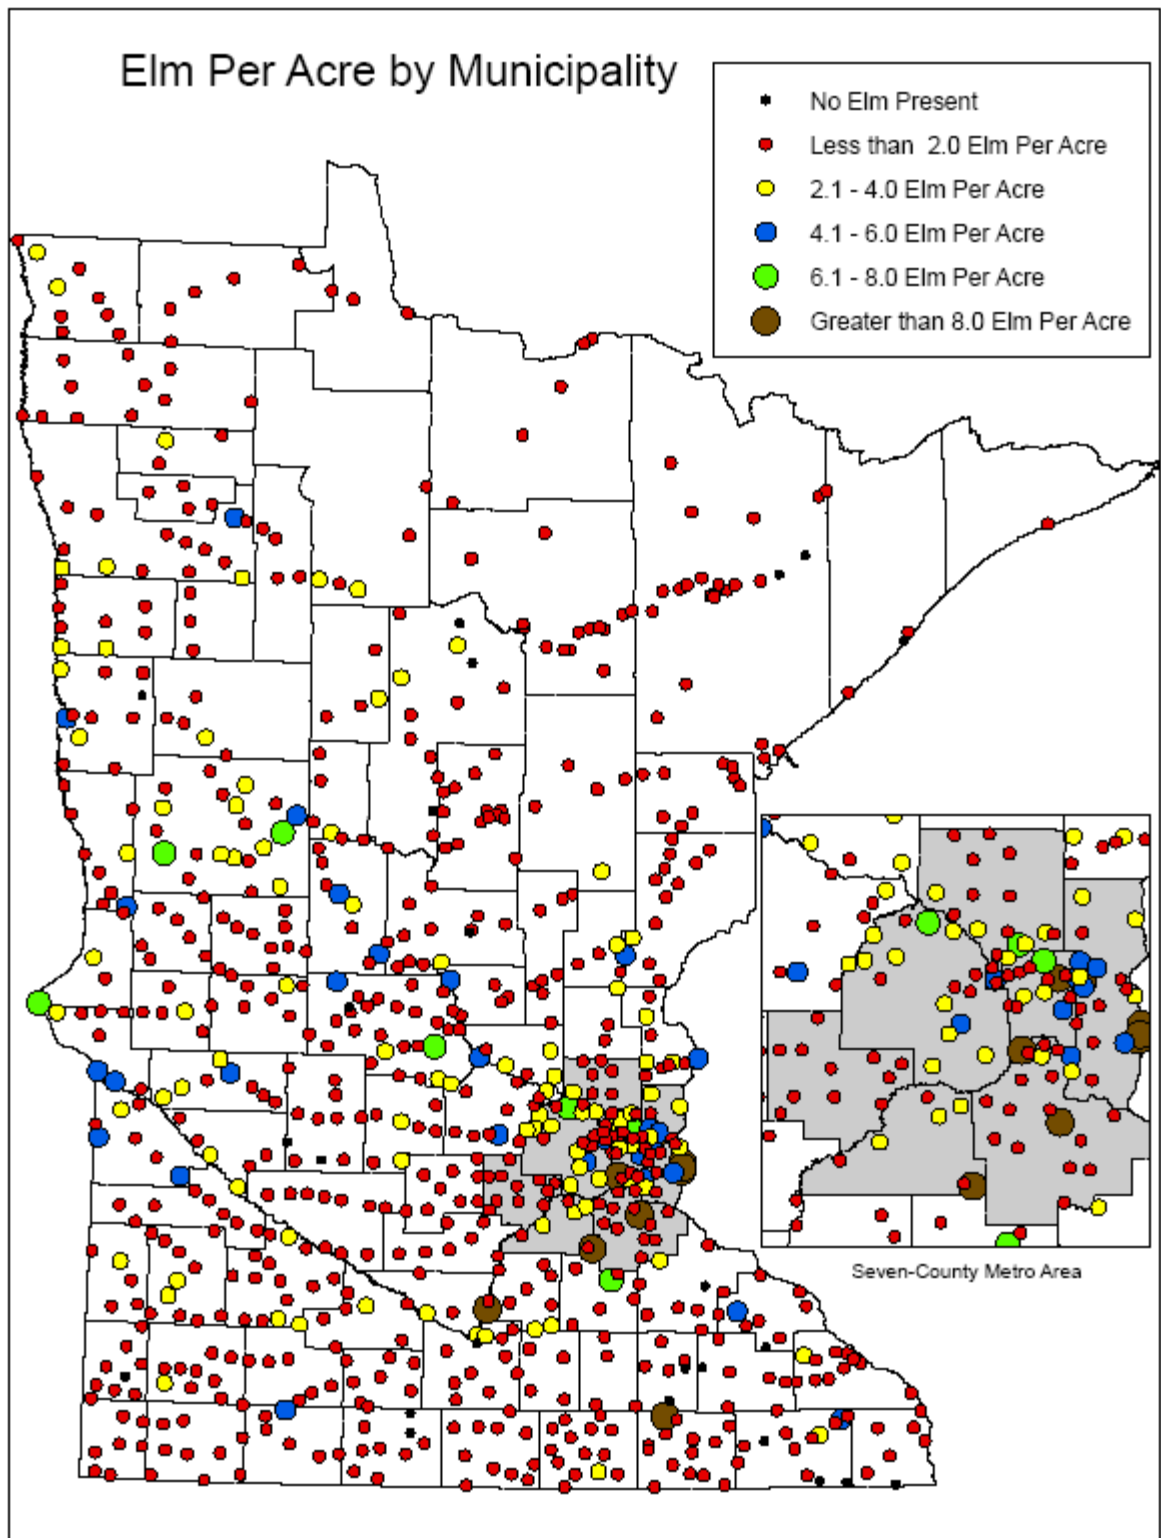 Elm Per Acre by Municipality
No Elm Present
Less than 2.0 Elm Per Acre
2.1 - 4.0 Elm Per Acre
4.1 - 6.0 Elm Per Acre
6.1 - 8.0 Elm Per Acre
Greater than 8.0 Elm Per Acre
Seven-County Metro Area